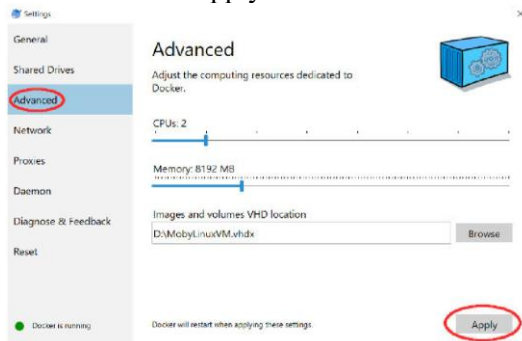 apply
Settings
General
Shared Drives
Advanced
Network
Proxies
Daemon
Diagnose & Feedback
Reset
Docker is running
Advanced
Adjust the computing resources dedicated to
Docker.
CPUs: 2
Memory: 8192 MB
Images and volumes VHD location
D:\MobyLinuxVM.vhdx
Browse
Docker will restart when applying these settings.
Apply